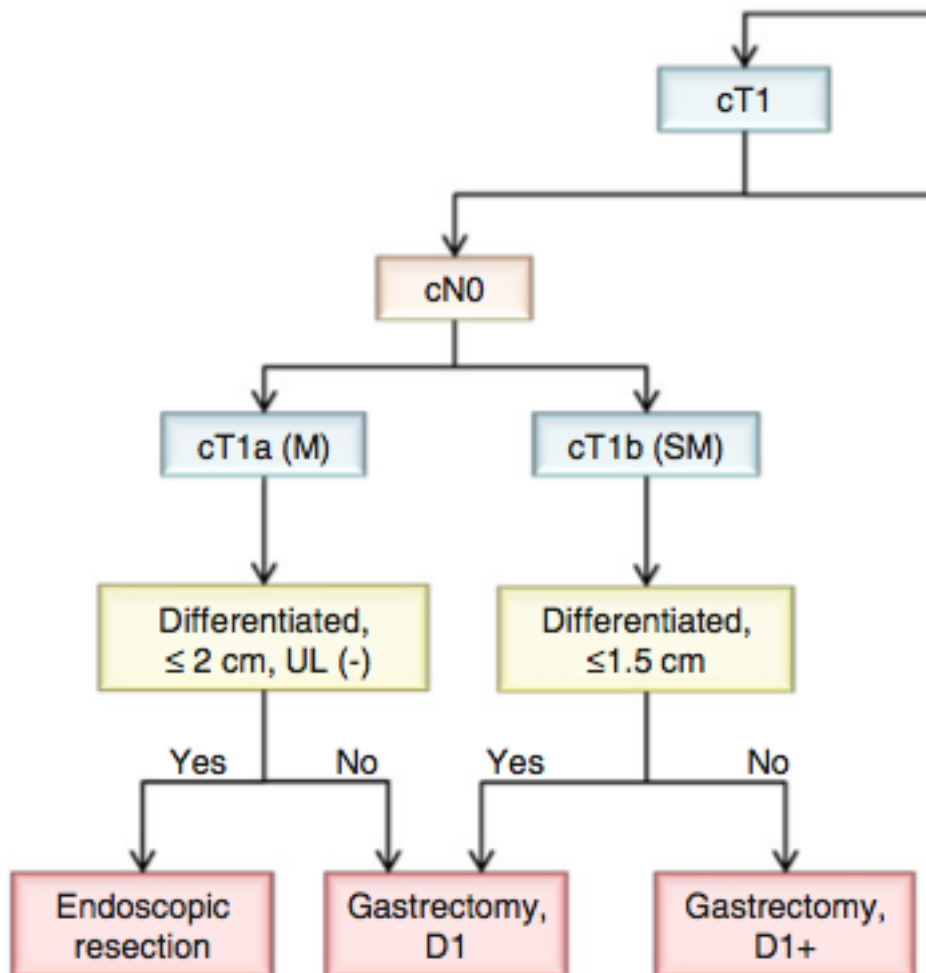 cT1
cN0
cT1a (M)
cT1b (SM)
Differentiated,
≤ 2 cm, UL (-)
Differentiated,
≤1.5 cm
Yes
No
Yes
No
Endoscopic
resection
Gastrectomy,
D1
Gastrectomy,
D1+